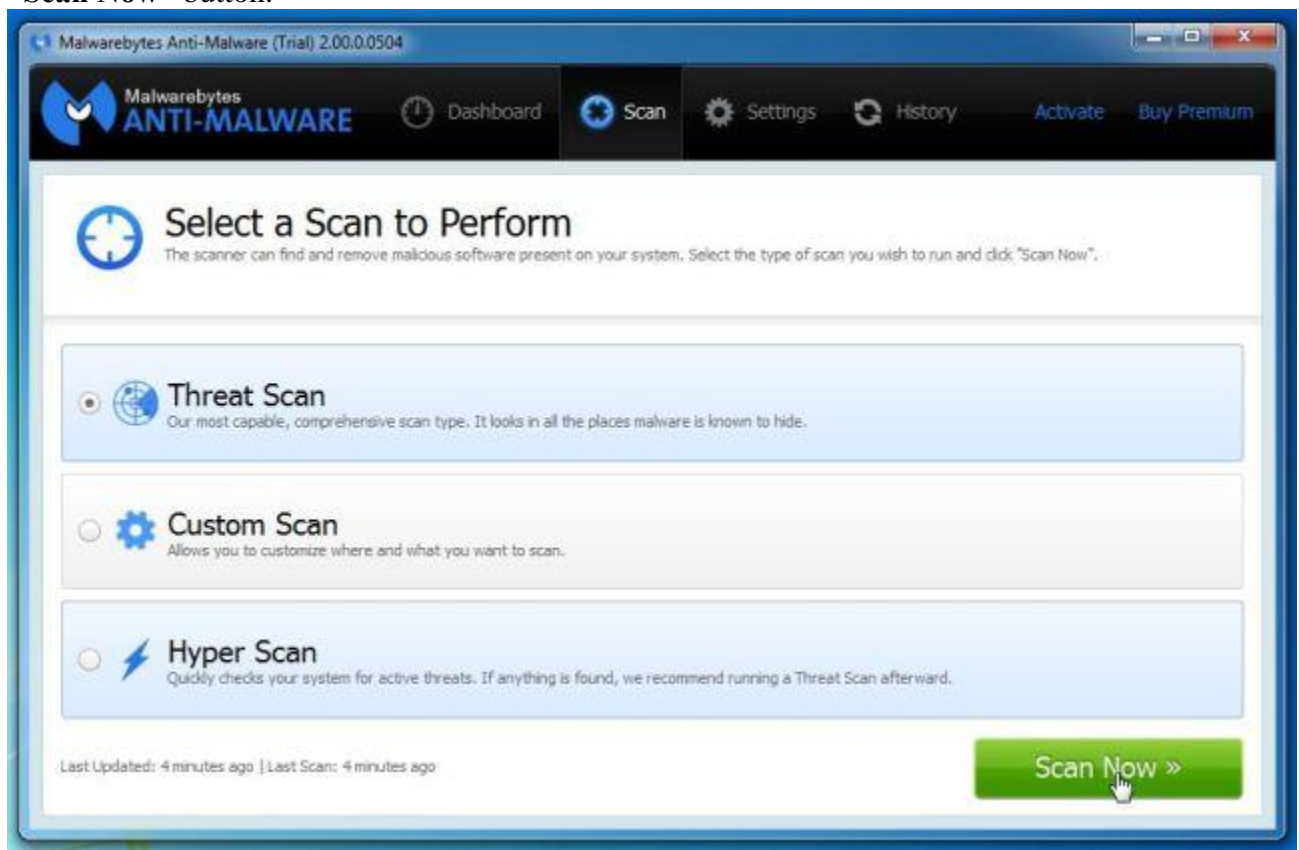 "Scan Now" button.
Malwarebytes Anti-Malware (Trial) 2.00.0.0504
Malwarebytes
ANTI-MALWARE
Dashboard
Scan
Settings
History
Activate
Buy Premium
Select a Scan to Perform
The scanner can find and remove malicious software present on your system. Select the type of scan you wish to run and click "Scan Now".
Threat Scan
Our most capable, comprehensive scan type. It looks in all the places malware is known to hide.
Custom Scan
Allows you to customize where and what you want to scan.
Hyper Scan
Quickly checks your system for active threats. If anything is found, we recommend running a Threat Scan afterward.
Last Updated: 4 minutes ago | Last Scan: 4 minutes ago
Scan Now »